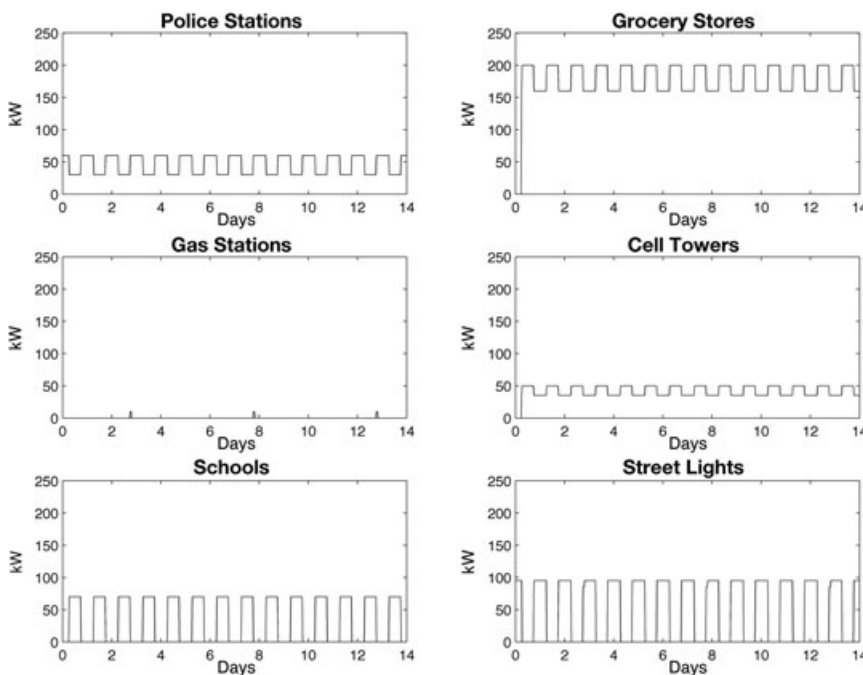 Police Stations
250
200
150
100
50
0
kW
0 2 4 6 8 10 12 14
Days
Grocery Stores
250
200
150
100
50
0
kW
0 2 4 6 8 10 12 14
Days
Gas Stations
250
200
150
100
50
0
kW
0 2 4 6 8 10 12 14
Days
Cell Towers
250
200
150
100
50
0
kW
0 2 4 6 8 10 12 14
Days
Schools
250
200
150
100
50
0
kW
0 2 4 6 8 10 12 14
Days
Street Lights
250
200
150
100
50
0
kW
0 2 4 6 8 10 12 14
Days